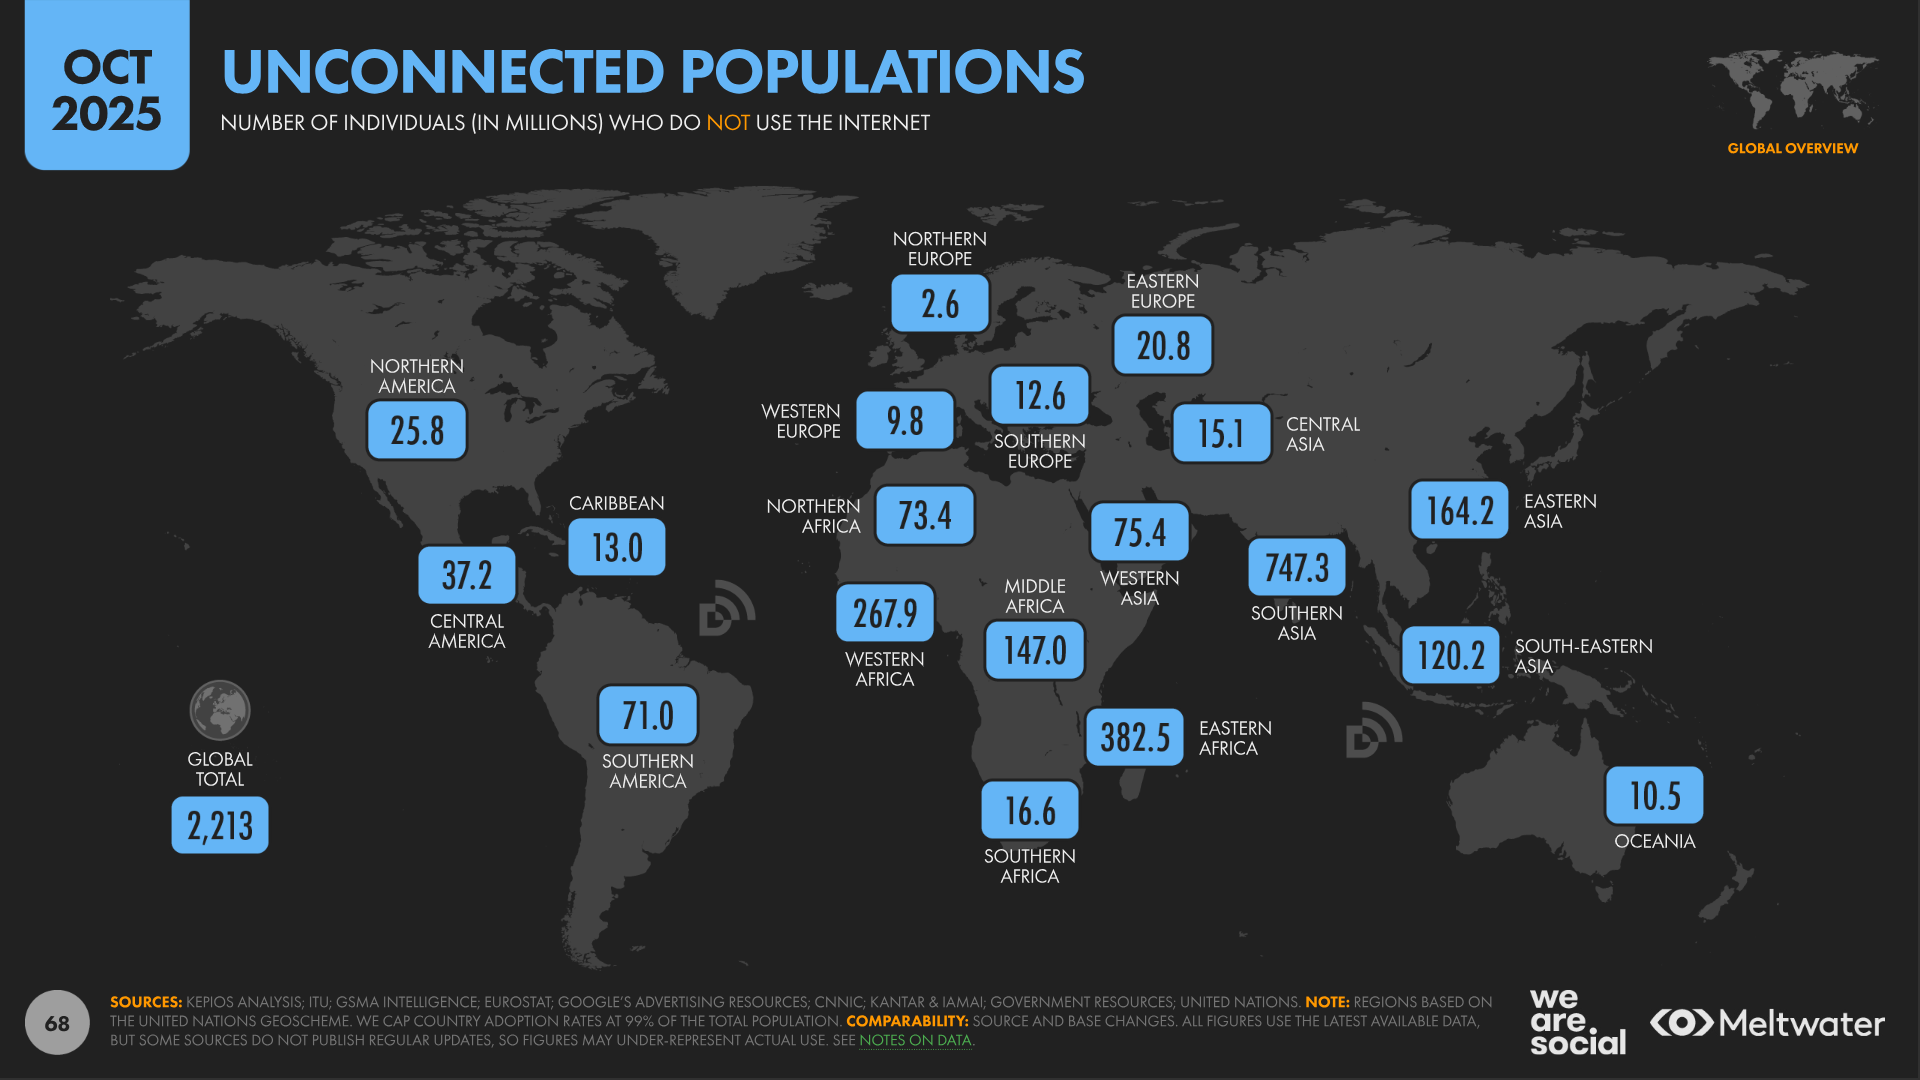 OCT
2025
UNCONNECTED POPULATIONS
NUMBER OF INDIVIDUALS (IN MILLIONS) WHO DO NOT USE THE INTERNET
GLOBAL OVERVIEW
NORTHERN
EUROPE
2.6
EASTERN
EUROPE
20.8
NORTHERN
AMERICA
25.8
WESTERN
EUROPE
9.8
12.6
SOUTHERN
EUROPE
15.1
CENTRAL
ASIA
CARIBBEAN
13.0
NORTHERN
AFRICA
73.4
75.4
WESTERN
ASIA
164.2
EASTERN
ASIA
37.2
CENTRAL
AMERICA
747.3
SOUTHERN
ASIA
267.9
WESTERN
AFRICA
MIDDLE
AFRICA
147.0
120.2
SOUTH-EASTERN
ASIA
71.0
SOUTHERN
AMERICA
382.5
EASTERN
AFRICA
GLOBAL
TOTAL
2,213
16.6
SOUTHERN
AFRICA
10.5
OCEANIA
68
SOURCES: KEPIOS ANALYSIS; ITU; GSMA INTELLIGENCE; EUROSTAT; GOOGLE'S ADVERTISING RESOURCES; CNNIC; KANTAR & IAMAI; GOVERNMENT RESOURCES; UNITED NATIONS. NOTE: REGIONS BASED ON
THE UNITED NATIONS GEOSCHEME. WE CAP COUNTRY ADOPTION RATES AT 99% OF THE TOTAL POPULATION. COMPARABILITY: SOURCE AND BASE CHANGES. ALL FIGURES USE THE LATEST AVAILABLE DATA,
BUT SOME SOURCES DO NOT PUBLISH REGULAR UPDATES, SO FIGURES MAY UNDER-REPRESENT ACTUAL USE. SEE NOTES ON DATA.
we
are
social
Meltwater